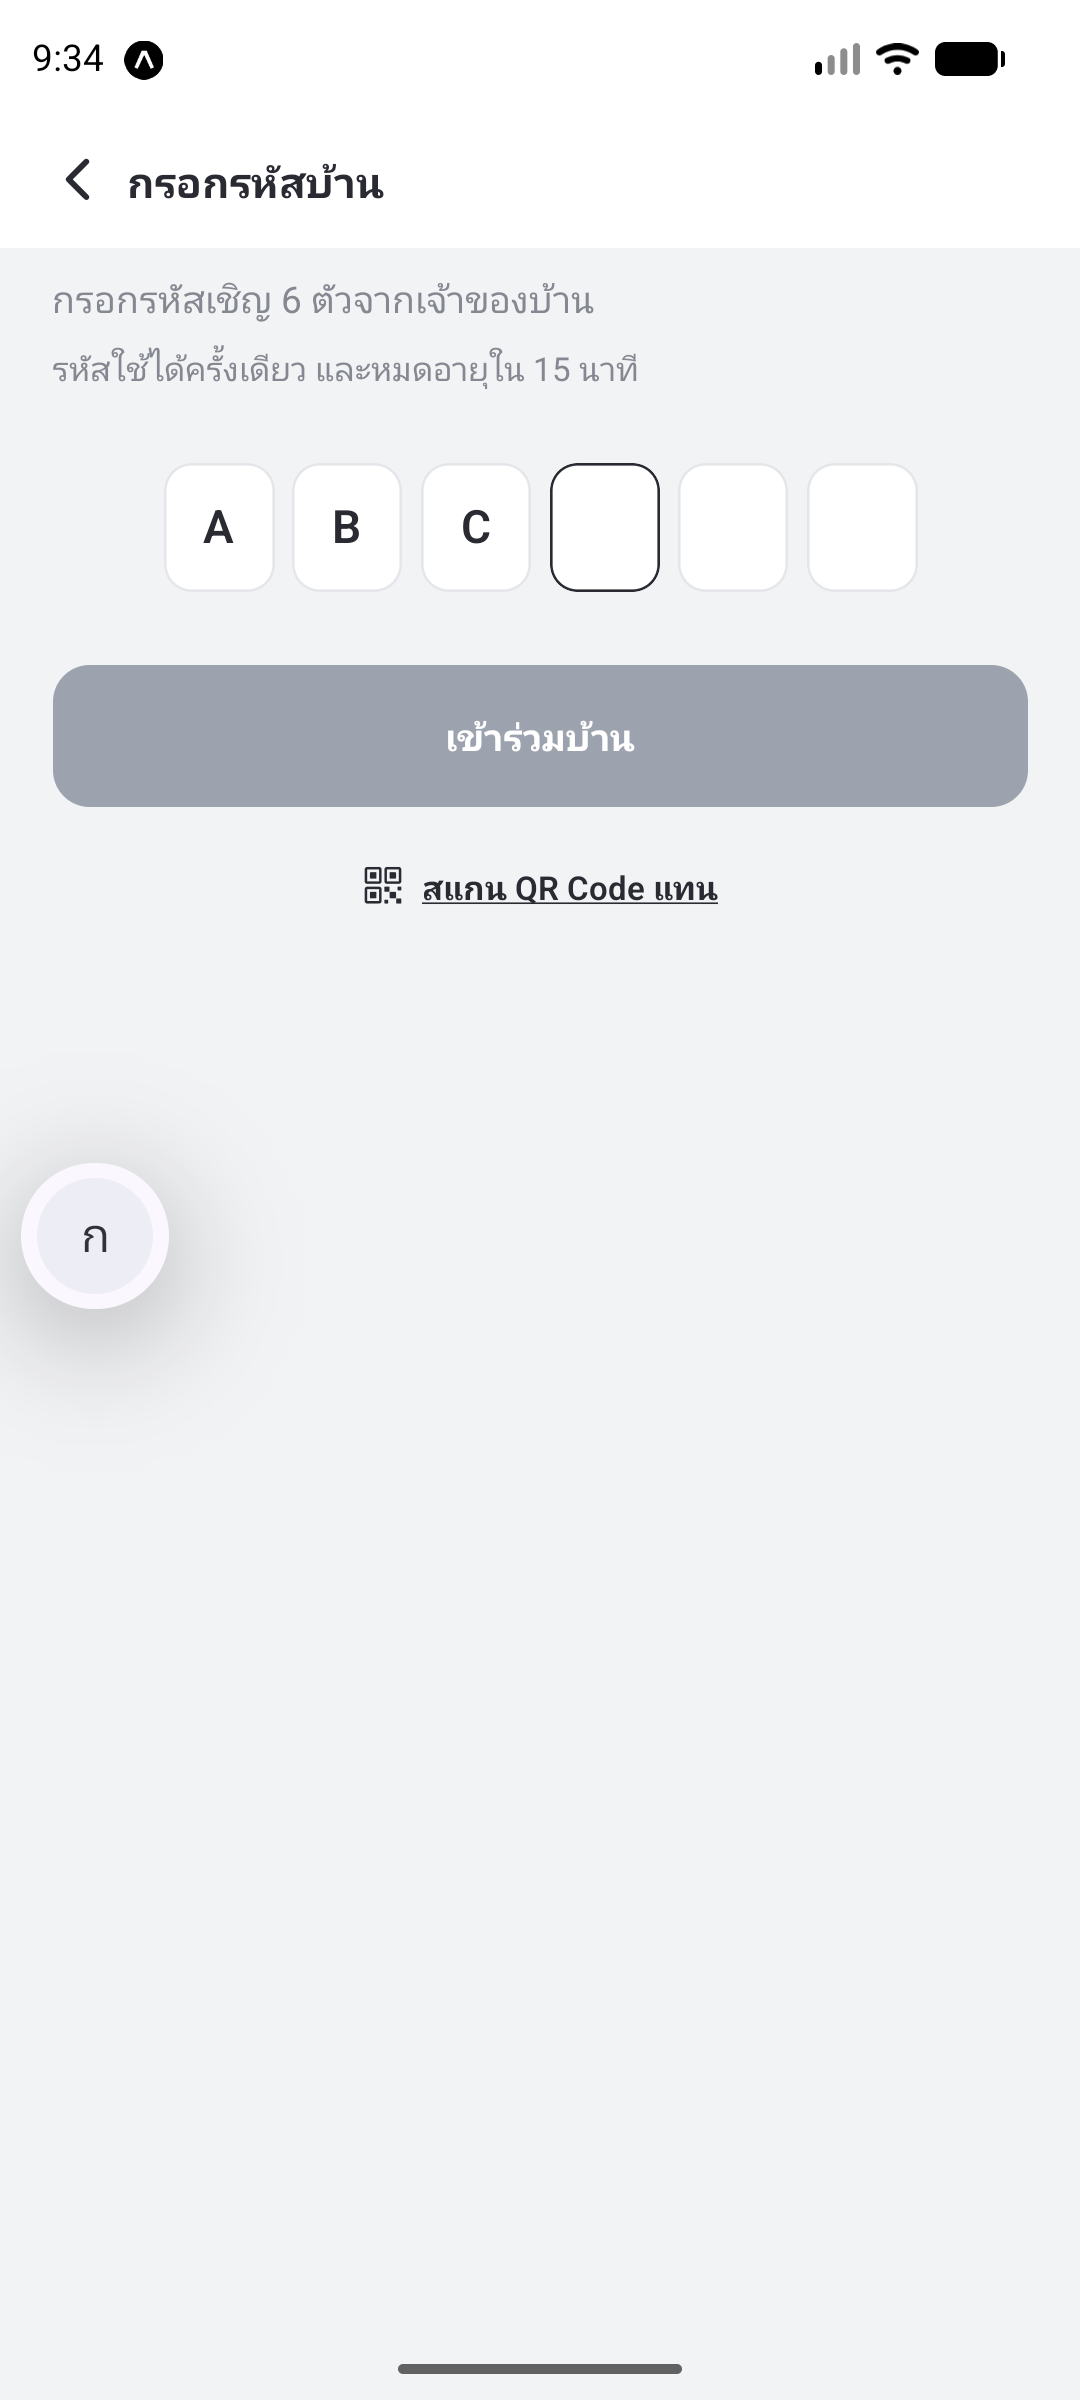 9:34
กรอกรหัสบ้าน
กรอกรหัสเชิญ 6 ตัวจากเจ้าของบ้าน
รหัสใช้ได้ครั้งเดียว และหมดอายุใน 15 นาที
A B C
เข้าร่วมบ้าน
สแกน QR Code แทน
ก